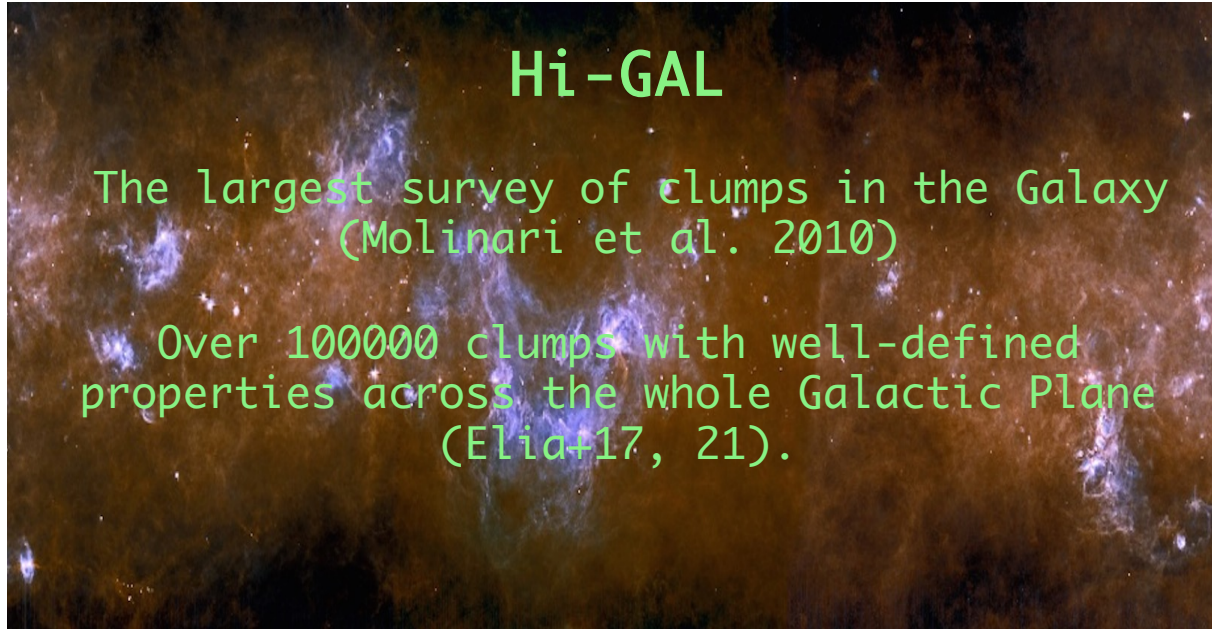 Hi-GAL
The largest survey of clumps in the Galaxy
(Molinari et al. 2010)
Over 100000 clumps with well-defined
properties across the whole Galactic Plane
(Elia+17, 21).